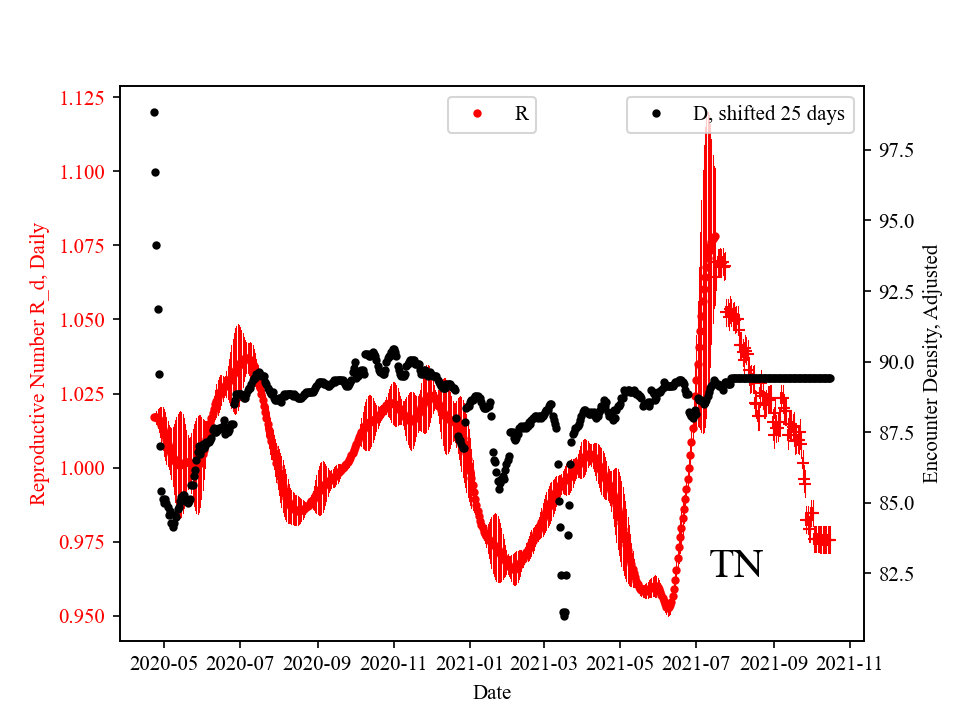 R
D, shifted 25 days
1.125
1.100
1.075
1.050
1.025
1.000
0.975
0.950
Reproductive Number R_d, Daily
97.5
95.0
92.5
90.0
87.5
85.0
82.5
Encounter Density, Adjusted
TN
2020-05 2020-07 2020-09 2020-11 2021-01 2021-03 2021-05 2021-07 2021-09 2021-11
Date